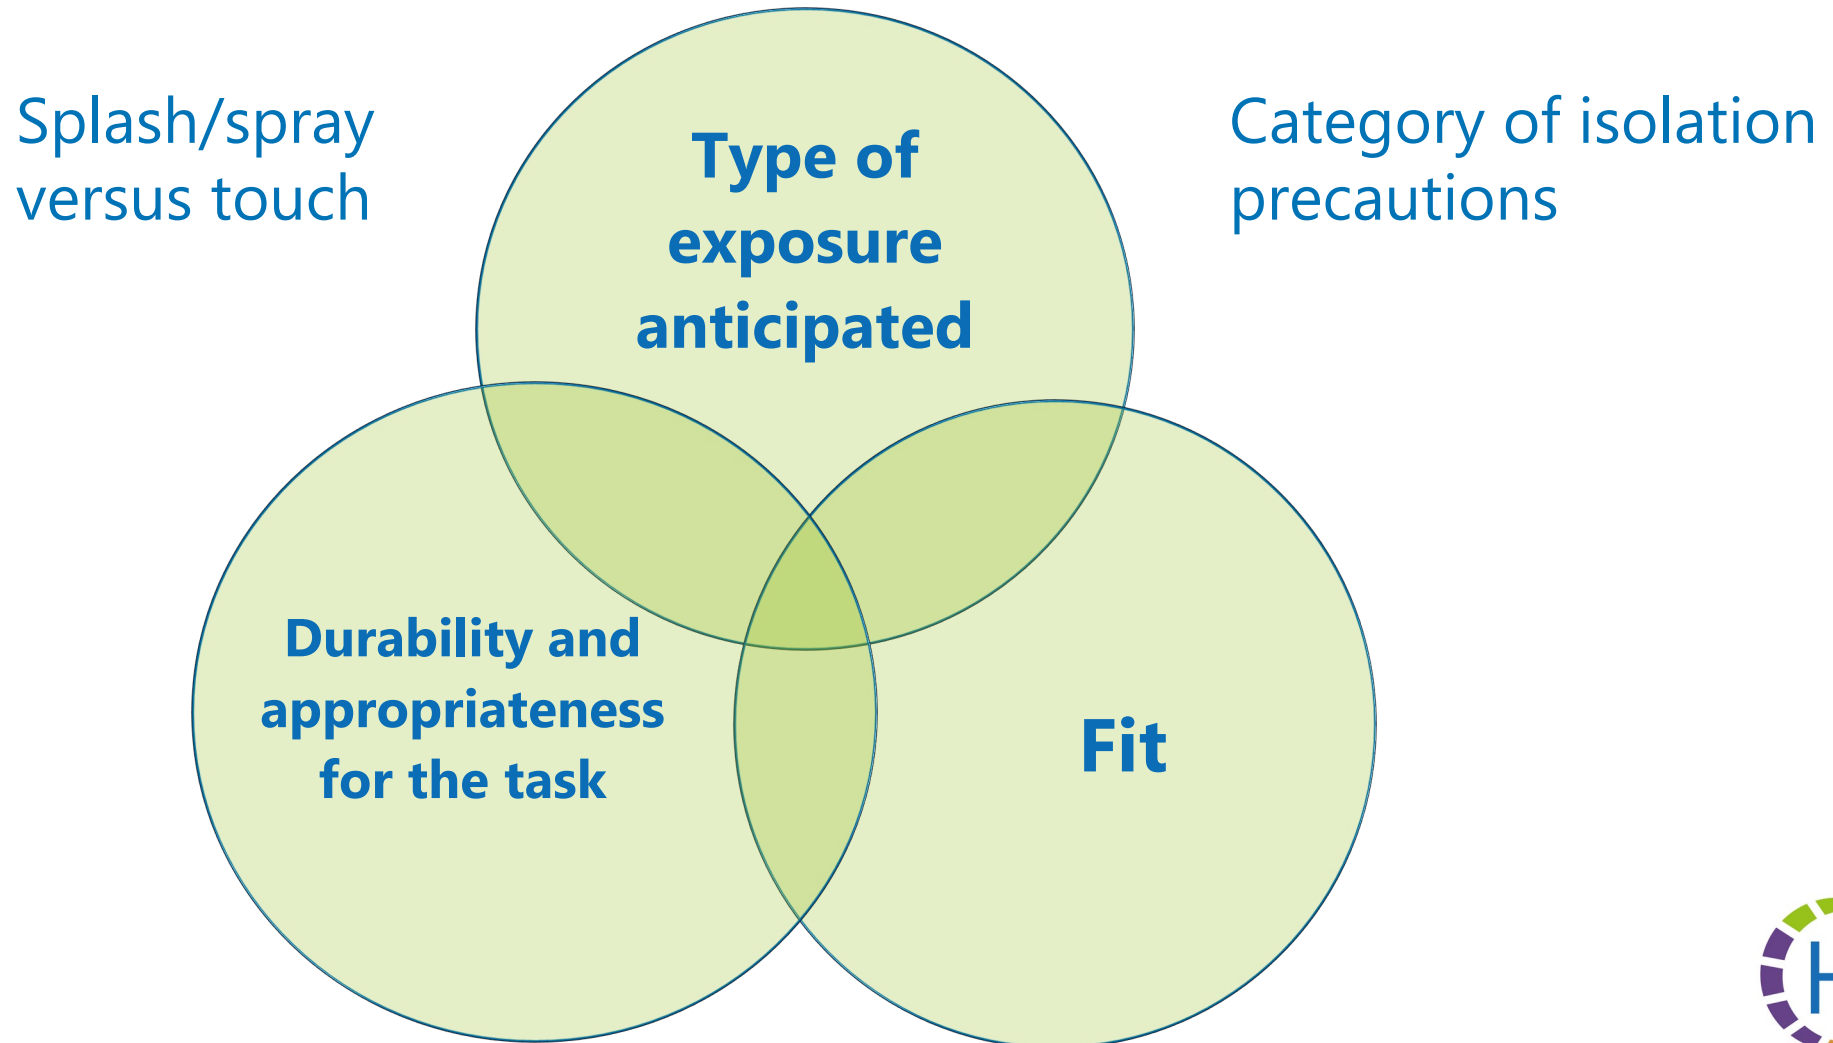 Splash/spray
versus touch
Type of
exposure
anticipated
Category of isolation
precautions
Durability and
appropriateness
for the task
Fit
H